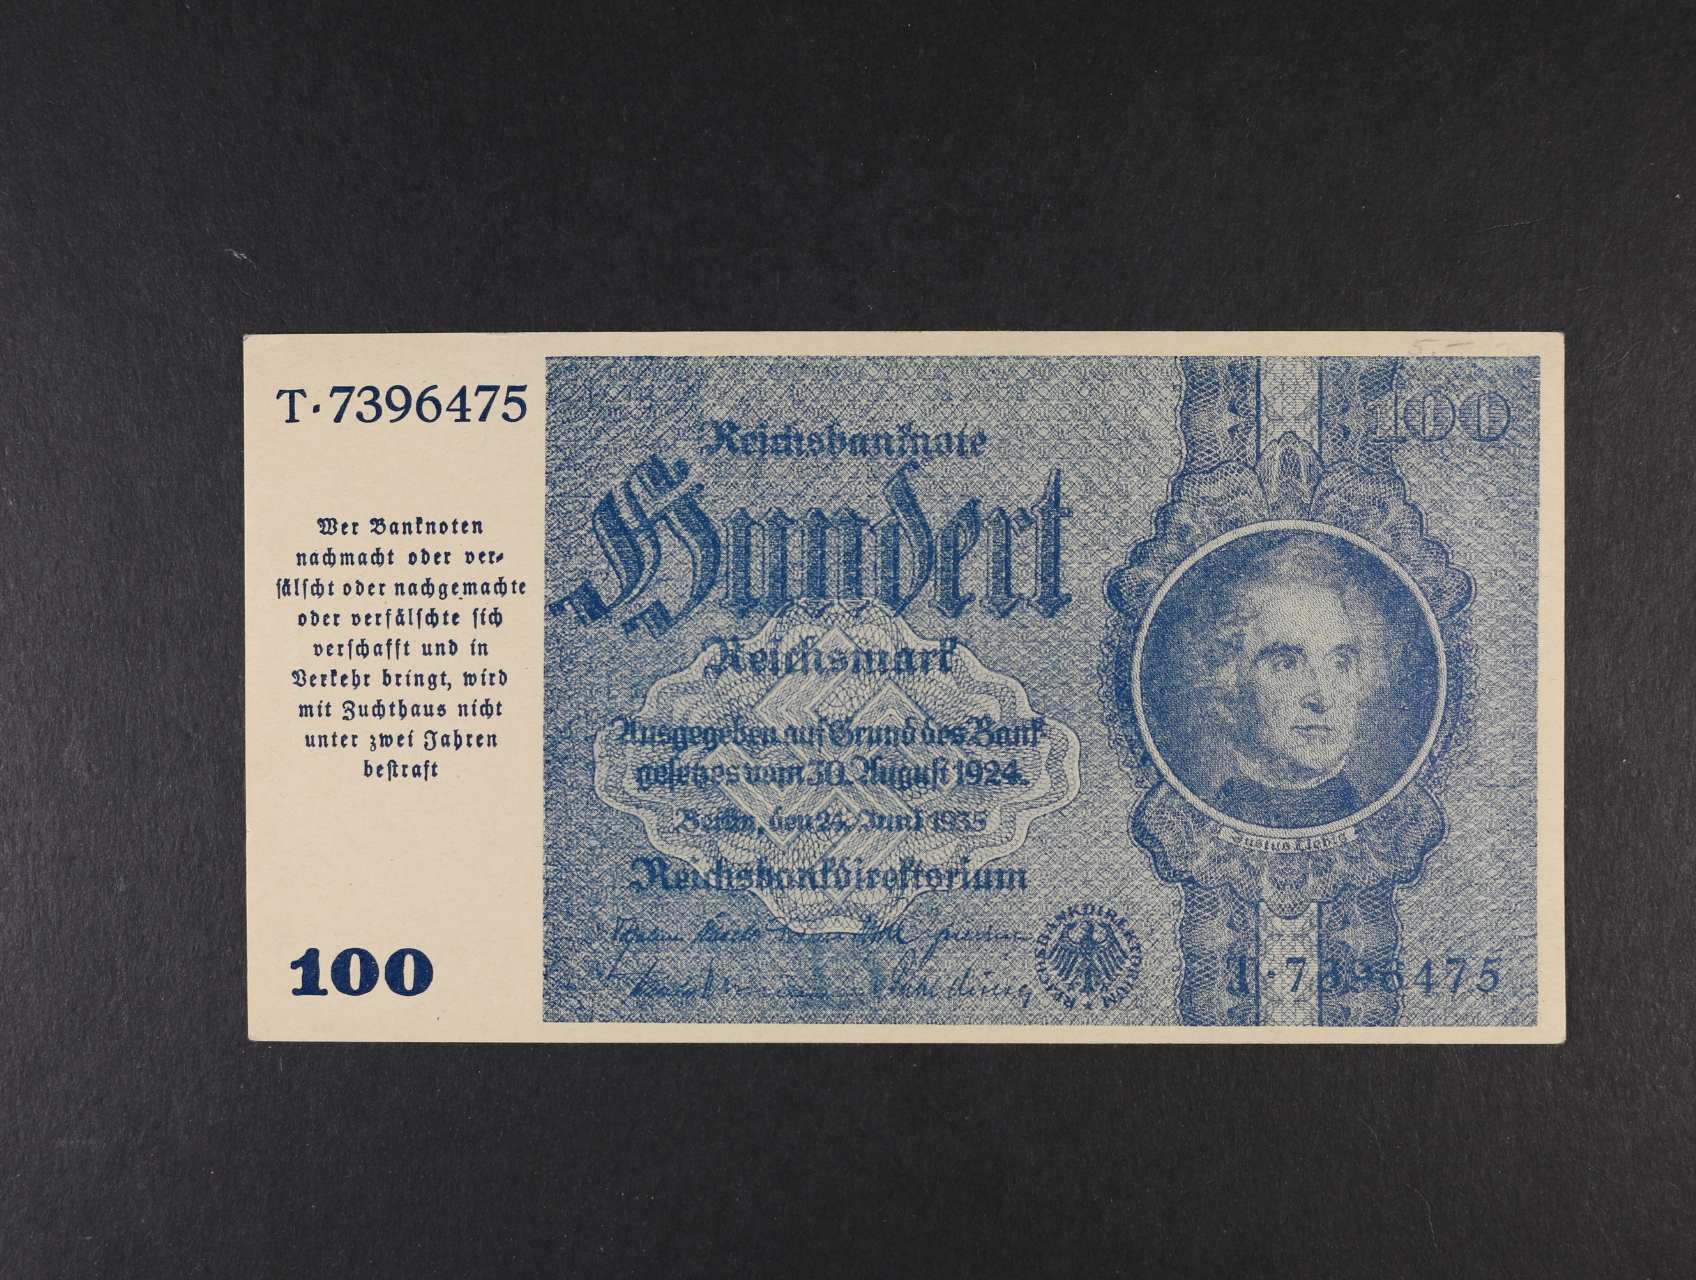 T·7396475
Wer Banknoten
nachmacht oder ver-
fälscht oder nachgemachte
oder verfälschte sich
verschafft und in
Verkehr bringt, wird
mit Zuchthaus nicht
unter zwei Jahren
bestraft
100
100
Reichsbanknote
Hundert
Reichsmark
Ausgegeben auf Grund des Bank-
gesetzes vom 30. August 1924.
Berlin, den 24. Juni 1935
Reichsbankdirektorium
REICHSBANKDIREKTORIUM
Justus Liebig
T·7396475
5.-